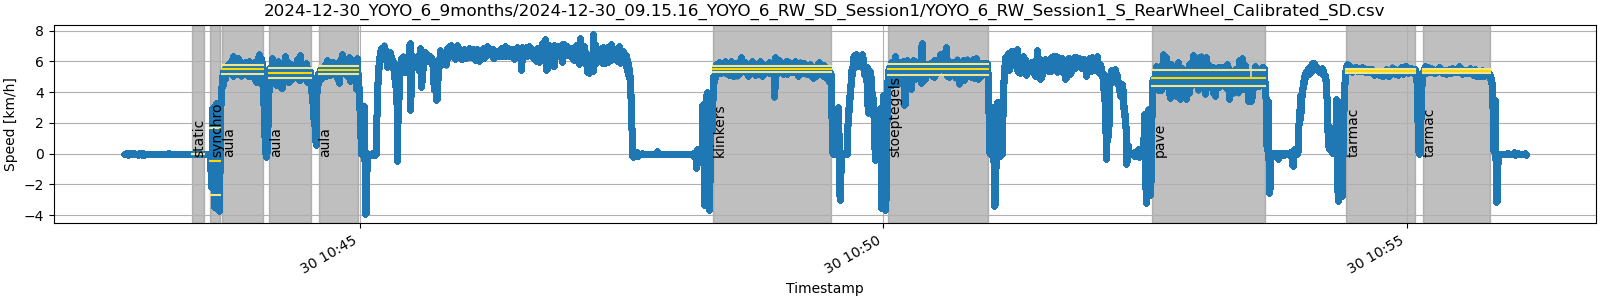 2024-12-30_YOYO_6_9months/2024-12-30_09.15.16_YOYO_6_RW_SD_Session1/YOYO_6_RW_Session1_S_RearWheel_Calibrated_SD.csv
Speed [km/h]
8
6
4
2
0
−2
−4
static
synchro
aula
aula
aula
klinkers
stoeptegels
pave
tarmac
tarmac
30 10:45
30 10:50
30 10:55
Timestamp